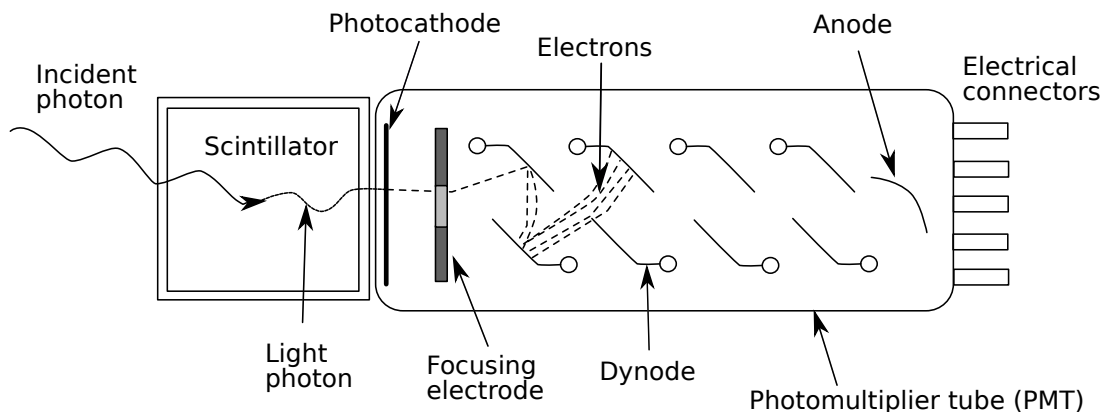 Photocathode
Anode
Electrons
Incident
photon
Electrical
connectors
Scintillator
Light
photon
Focusing
electrode
Dynode
Photomultiplier tube (PMT)